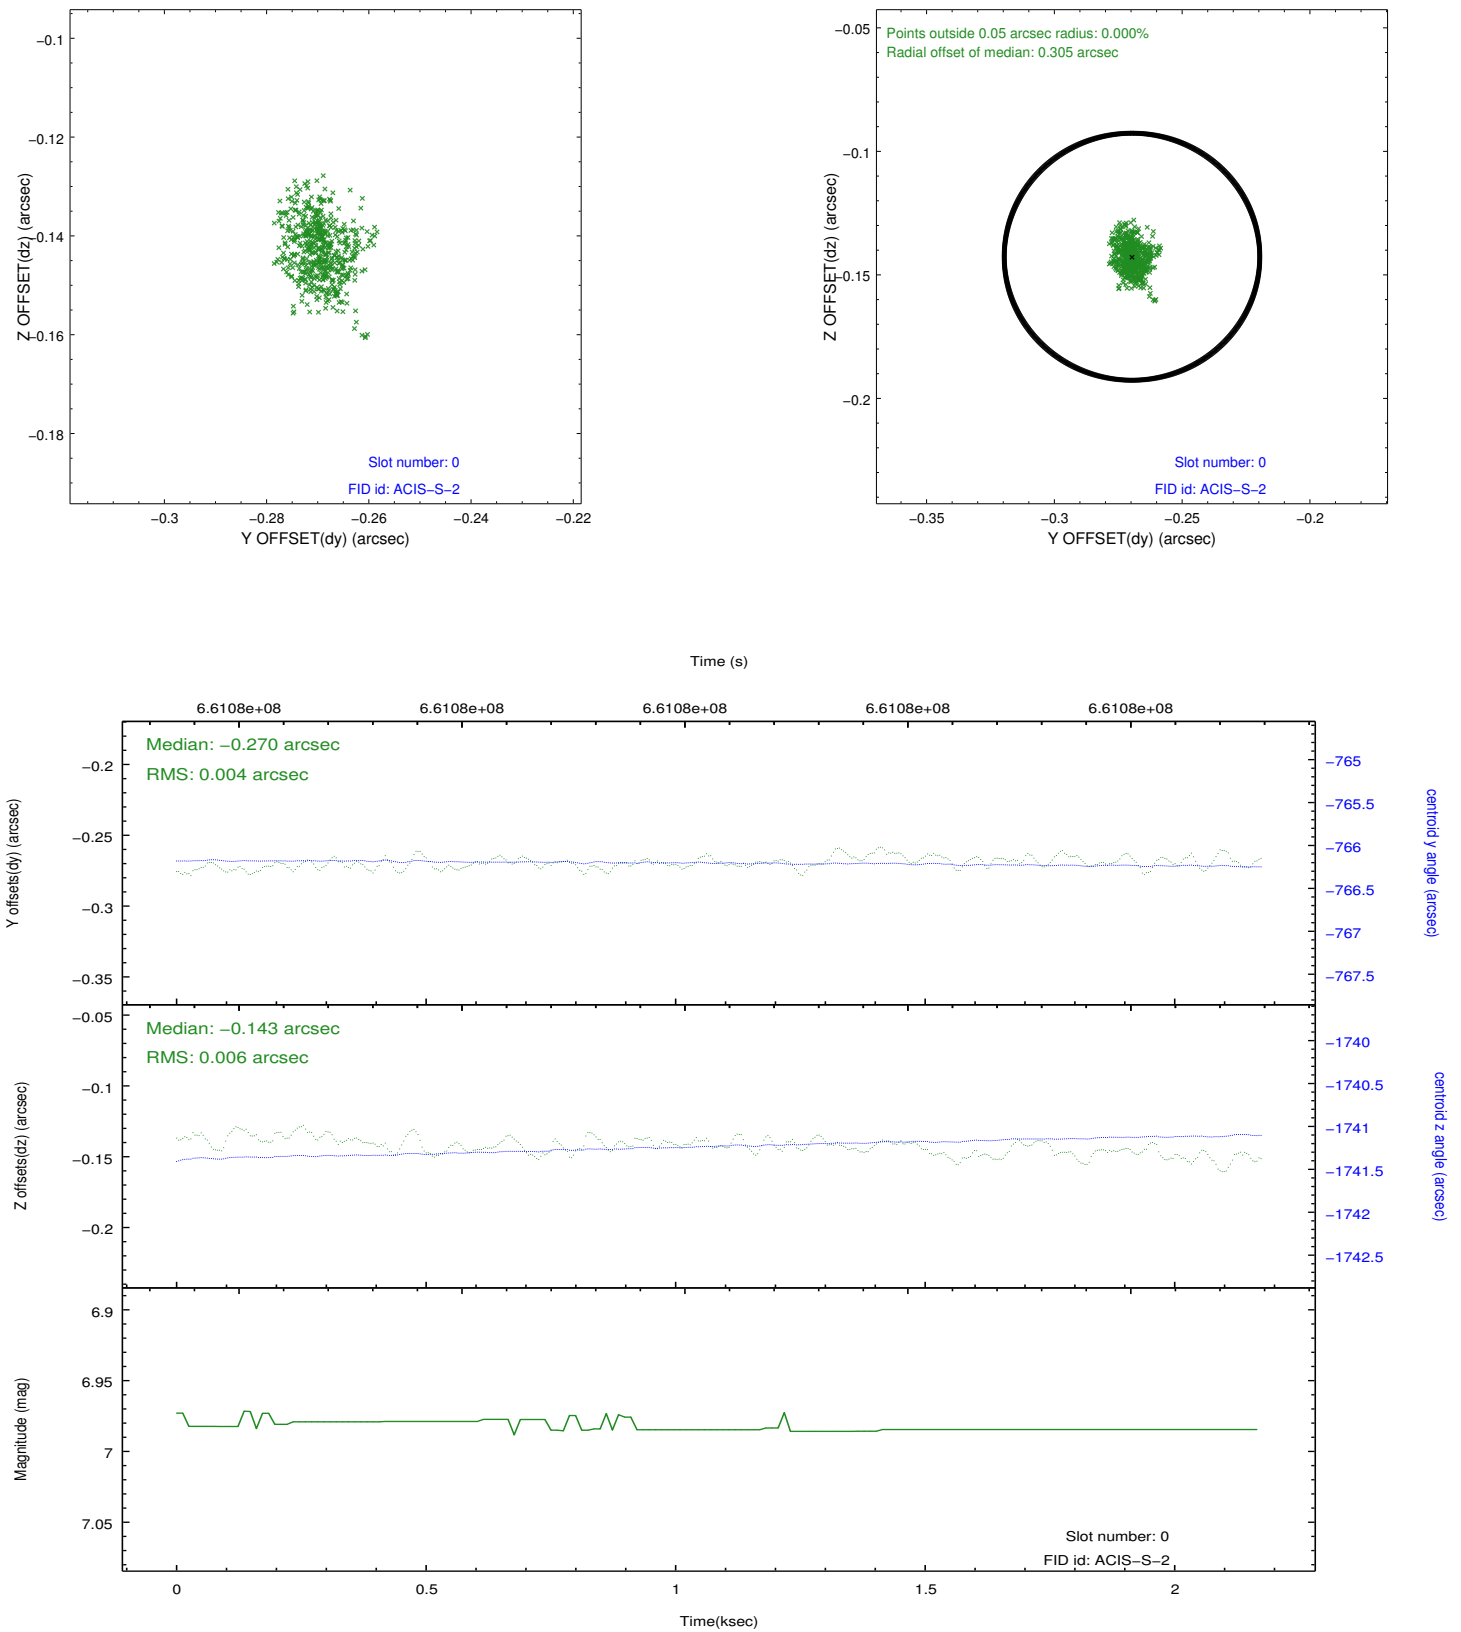 −0.1
−0.12
−0.14
−0.16
−0.18
Z OFFSET(dz) (arcsec)
Slot number: 0
FID id: ACIS−S−2
−0.3
−0.28
−0.26
−0.24
−0.22
Y OFFSET(dy) (arcsec)
Points outside 0.05 arcsec radius: 0.000%
Radial offset of median: 0.305 arcsec
−0.05
−0.1
−0.15
−0.2
Z OFFSET(dz) (arcsec)
Slot number: 0
FID id: ACIS−S−2
−0.35
−0.3
−0.25
−0.2
Y OFFSET(dy) (arcsec)
Time (s)
6.6108e+08
6.6108e+08
6.6108e+08
6.6108e+08
6.6108e+08
Median: −0.270 arcsec
RMS: 0.004 arcsec
−0.2
−0.25
−0.3
−0.35
Y offsets(dy) (arcsec)
−765
−765.5
−766
−766.5
−767
−767.5
centroid y angle (arcsec)
Median: −0.143 arcsec
RMS: 0.006 arcsec
−0.05
−0.1
−0.15
−0.2
Z offsets(dz) (arcsec)
−1740
−1740.5
−1741
−1741.5
−1742
−1742.5
centroid z angle (arcsec)
6.9
6.95
7
7.05
Magnitude (mag)
Slot number: 0
FID id: ACIS−S−2
0
0.5
1
1.5
2
Time(ksec)